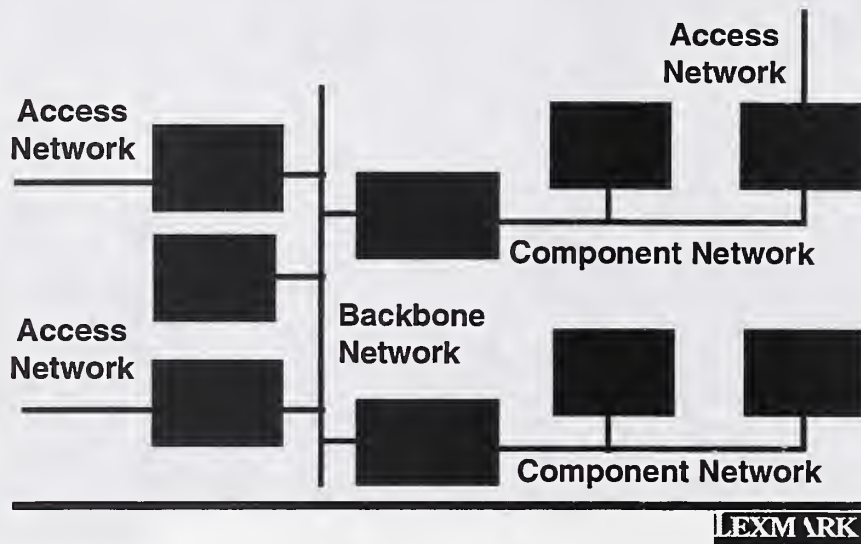 Access
Network
Access
Network
Component Network
Access
Network
Backbone
Network
Component Network
LEXMARK